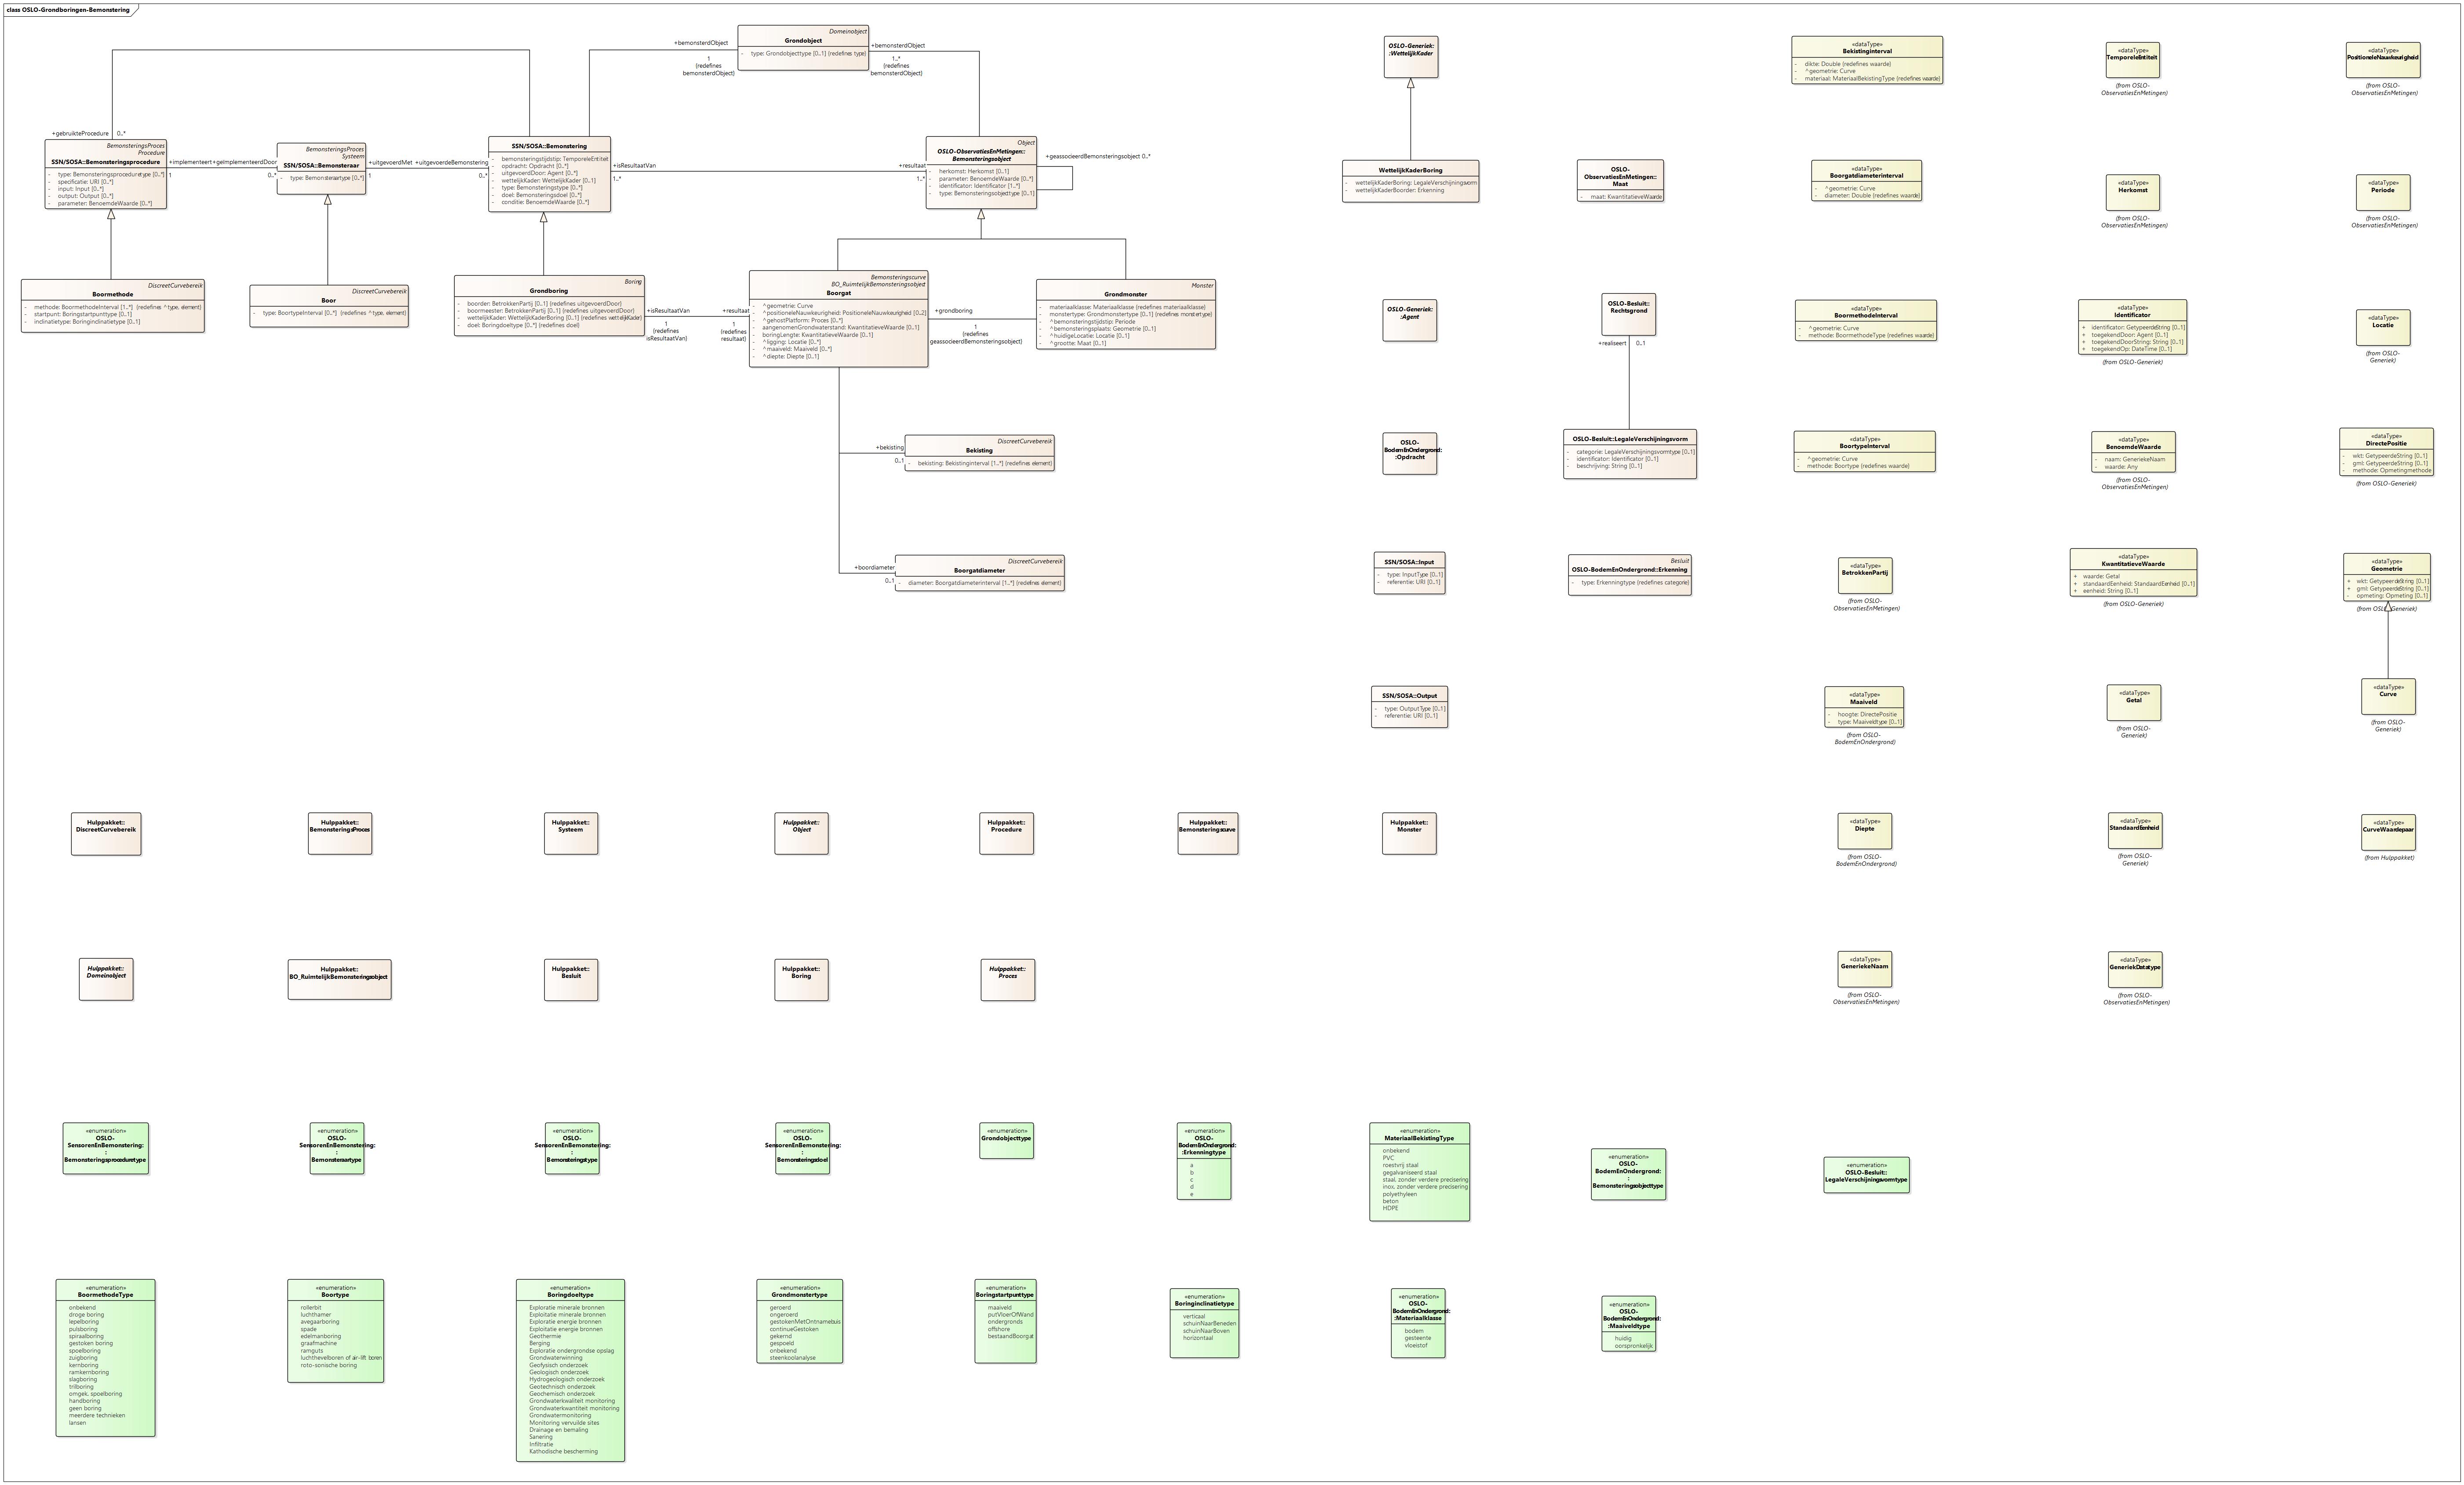 class OSLO-Grondboringen-Bemonstering
Domeinobject
Grondobject
- type: Grondobjecttype [0..1] {redefines type}
+bemonsterdObject
1
{redefines
bemonsterdObject}
+bemonsterdObject
1..*
{redefines
bemonsterdObject}
+gebruikteProcedure 0..*
BemonsteringsProces
Procedure
SSN/SOSA::Bemonsteringsprocedure
- type: Bemonsteringsproceduretype [0..*]
- specificatie: URI [0..*]
- input: Input [0..*]
- output: Output [0..*]
- parameter: BenoemdeWaarde [0..*]
+implementeert
+geïmplementeerdDoor
1
0..*
BemonsteringsProces
Systeem
SSN/SOSA::Bemonsteraar
- type: Bemonsteraartype [0..*]
+uitgevoerdMet
+uitgevoerdeBemonstering
1
0..*
SSN/SOSA::Bemonstering
- bemonsteringstijdstip: TemporeleEntiteit
- opdracht: Opdracht [0..*]
- uitgevoerdDoor: Agent [0..*]
- wettelijkKader: WettelijkKader [0..1]
- type: Bemonsteringstype [0..*]
- doel: Bemonsteringsdoel [0..*]
- conditie: BenoemdeWaarde [0..*]
+isResultaatVan
1..*
+resultaat
1..*
Object
OSLO-ObservatiesEnMetingen::
Bemonsteringsobject
- herkomst: Herkomst [0..1]
- parameter: BenoemdeWaarde [0..*]
- identificator: Identificator [1..*]
- type: Bemonsteringsobjecttype [0..1]
+geassocieerdBemonsteringsobject 0..*
DiscreetCurvebereik
Boormethode
- methode: BoormethodeInterval [1..*] {redefines ^type, element}
- startpunt: Boringstartpunttype [0..1]
- inclinatietype: Boringinclinatietype [0..1]
DiscreetCurvebereik
Boor
- type: BoortypeInterval [0..*] {redefines ^type, element}
Boring
Grondboring
- boorder: BetrokkenPartij [0..1] {redefines uitgevoerdDoor}
- boormeester: BetrokkenPartij [0..1] {redefines uitgevoerdDoor}
- wettelijkKader: WettelijkKaderBoring [0..1] {redefines wettelijkKader}
- doel: Boringdoeltype [0..*] {redefines doel}
+isResultaatVan
1
{redefines
isResultaatVan}
+resultaat
1
{redefines
resultaat}
Bemonsteringscurve
BO_RuimtelijkBemonsteringsobject
Boorgat
- ^geometrie: Curve
- ^positioneleNauwkeurigheid: PositioneleNauwkeurigheid [0..2]
- ^gehostPlatform: Proces [0..*]
- aangenomenGrondwaterstand: KwantitatieveWaarde [0..1]
- boringLengte: KwantitatieveWaarde [0..1]
- ^ligging: Locatie [0..*]
- ^maaiveld: Maaiveld [0..*]
- ^diepte: Diepte [0..1]
+grondboring
1
{redefines
geassocieerdBemonsteringsobject}
Monster
Grondmonster
- materiaalklasse: Materiaalklasse {redefines materiaalklasse}
- monstertype: Grondmonstertype [0..1] {redefines monstertype}
- ^bemonsteringstijdstip: Periode
- ^bemonsteringsplaats: Geometrie [0..1]
- ^huidigeLocatie: Locatie [0..1]
- ^grootte: Maat [0..1]
+bekisting
0..1
DiscreetCurvebereik
Bekisting
- bekisting: Bekistinginterval [1..*] {redefines element}
+boordiameter
0..1
DiscreetCurvebereik
Boorgatdiameter
- diameter: Boorgatdiameterinterval [1..*] {redefines element}
OSLO-Generiek:
:WettelijkKader
WettelijkKaderBoring
- wettelijkKaderBoring: LegaleVerschijningsvorm
- wettelijkKaderBoorder: Erkenning
OSLO-
ObservatiesEnMetingen::
Maat
- maat: KwantitatieveWaarde
OSLO-Generiek:
:Agent
OSLO-Besluit::
Rechtsgrond
+realiseert 0..1
OSLO-
BodemEnOndergrond:
:Opdracht
OSLO-Besluit::LegaleVerschijningsvorm
- categorie: LegaleVerschijningsvormtype [0..1]
- identificator: Identificator [0..1]
- beschrijving: String [0..1]
SSN/SOSA::Input
- type: InputType [0..1]
- referentie: URI [0..1]
Besluit
OSLO-BodemEnOndergrond::Erkenning
- type: Erkenningtype {redefines categorie}
SSN/SOSA::Output
- type: OutputType [0..1]
- referentie: URI [0..1]
«dataType»
Bekistinginterval
- dikte: Double {redefines waarde}
- ^geometrie: Curve
- materiaal: MateriaalBekistingType {redefines waarde}
«dataType»
TemporeleEntiteit
(from OSLO-
ObservatiesEnMetingen)
«dataType»
PositioneleNauwkeurigheid
(from OSLO-
ObservatiesEnMetingen)
«dataType»
Boorgatdiameterinterval
- ^geometrie: Curve
- diameter: Double {redefines waarde}
«dataType»
Herkomst
(from OSLO-
ObservatiesEnMetingen)
«dataType»
Periode
(from OSLO-
ObservatiesEnMetingen)
«dataType»
BoormethodeInterval
- ^geometrie: Curve
- methode: BoormethodeType {redefines waarde}
«dataType»
Identificator
+ identificator: GetypeerdeString [0..1]
+ toegekendDoor: Agent [0..1]
+ toegekendDoorString: String [0..1]
+ toegekendOp: DateTime [0..1]
(from OSLO-Generiek)
«dataType»
Locatie
(from OSLO-
Generiek)
«dataType»
BoortypeInterval
- ^geometrie: Curve
- methode: Boortype {redefines waarde}
«dataType»
BenoemdeWaarde
- naam: GeneriekeNaam
- waarde: Any
(from OSLO-
ObservatiesEnMetingen)
«dataType»
DirectePositie
- wkt: GetypeerdeString [0..1]
- gml: GetypeerdeString [0..1]
- methode: Opmetingmethode
(from OSLO-Generiek)
«dataType»
BetrokkenPartij
(from OSLO-
ObservatiesEnMetingen)
«dataType»
KwantitatieveWaarde
+ waarde: Getal
+ standaardEenheid: StandaardEenheid [0..1]
+ eenheid: String [0..1]
(from OSLO-Generiek)
«dataType»
Geometrie
+ wkt: GetypeerdeString [0..1]
+ gml: GetypeerdeString [0..1]
- opmeting: Opmeting [0..1]
(from OSLO-Generiek)
«dataType»
Maaiveld
- hoogte: DirectePositie
- type: Maaiveldtype [0..1]
(from OSLO-
BodemEnOndergrond)
«dataType»
Getal
(from OSLO-
Generiek)
«dataType»
Curve
(from OSLO-
Generiek)
Hulppakket::
DiscreetCurvebereik
Hulppakket::
BemonsteringsProces
Hulppakket::
Systeem
Hulppakket::
Object
Hulppakket::
Procedure
Hulppakket::
Bemonsteringscurve
Hulppakket::
Monster
«dataType»
Diepte
(from OSLO-
BodemEnOndergrond)
«dataType»
StandaardEenheid
(from OSLO-
Generiek)
«dataType»
CurveWaardepaar
(from Hulppakket)
Hulppakket::
Domeinobject
Hulppakket::
BO_RuimtelijkBemonsteringsobject
Hulppakket::
Besluit
Hulppakket::
Boring
Hulppakket::
Proces
«dataType»
GeneriekeNaam
(from OSLO-
ObservatiesEnMetingen)
«dataType»
GeneriekDatatype
(from OSLO-
ObservatiesEnMetingen)
«enumeration»
OSLO-
SensorenEnBemonstering:
:
Bemonsteringsproceduretype
«enumeration»
OSLO-
SensorenEnBemonstering:
:
Bemonsteraartype
«enumeration»
OSLO-
SensorenEnBemonstering:
:
Bemonsteringstype
«enumeration»
OSLO-
SensorenEnBemonstering:
:
Bemonsteringsdoel
«enumeration»
Grondobjecttype
«enumeration»
OSLO-
BodemEnOndergrond:
:Erkenningtype
a
b
c
d
e
«enumeration»
MateriaalBekistingType
onbekend
PVC
roestvrij staal
gegalvaniseerd staal
staal, zonder verdere precisering
inox, zonder verdere precisering
polyethyleen
beton
HDPE
«enumeration»
OSLO-
BodemEnOndergrond:
:
Bemonsteringsobjecttype
«enumeration»
OSLO-Besluit::
LegaleVerschijningsvormtype
«enumeration»
BoormethodeType
onbekend
droge boring
lepelboring
pulsboring
spiraalboring
gestoken boring
spoelboring
zuigboring
kernboring
ramkernboring
slagboring
trilboring
omgek. spoelboring
handboring
geen boring
meerdere technieken
lansen
«enumeration»
Boortype
rollerbit
luchthamer
avegaarboring
spade
edelmanboring
graafmachine
ramguts
luchthevelboren of air-lift boren
roto-sonische boring
«enumeration»
Boringdoeltype
Exploratie minerale bronnen
Exploitatie minerale bronnen
Exploratie energie bronnen
Exploitatie energie bronnen
Geothermie
Berging
Exploratie ondergrondse opslag
Grondwaterwinning
Geofysisch onderzoek
Geologisch onderzoek
Hydrogeologisch onderzoek
Geotechnisch onderzoek
Geochemisch onderzoek
Grondwaterkwaliteit monitoring
Grondwaterkwantiteit monitoring
Grondwatermonitoring
Monitoring vervuilde sites
Drainage en bemaling
Sanering
Infiltratie
Kathodische bescherming
«enumeration»
Grondmonstertype
geroerd
ongeroerd
gestokenMetOntnamebuis
continueGestoken
gekernd
gespoeld
onbekend
steenkoolanalyse
«enumeration»
Boringstartpunttype
maaiveld
putVloerOfWand
ondergronds
offshore
bestaandBoorgat
«enumeration»
Boringinclinatietype
verticaal
schuinNaarBeneden
schuinNaarBoven
horizontaal
«enumeration»
OSLO-
BodemEnOndergrond:
:Materiaalklasse
bodem
gesteente
vloeistof
«enumeration»
OSLO-
BodemEnOndergrond:
:Maaiveldtype
huidig
oorspronkelijk